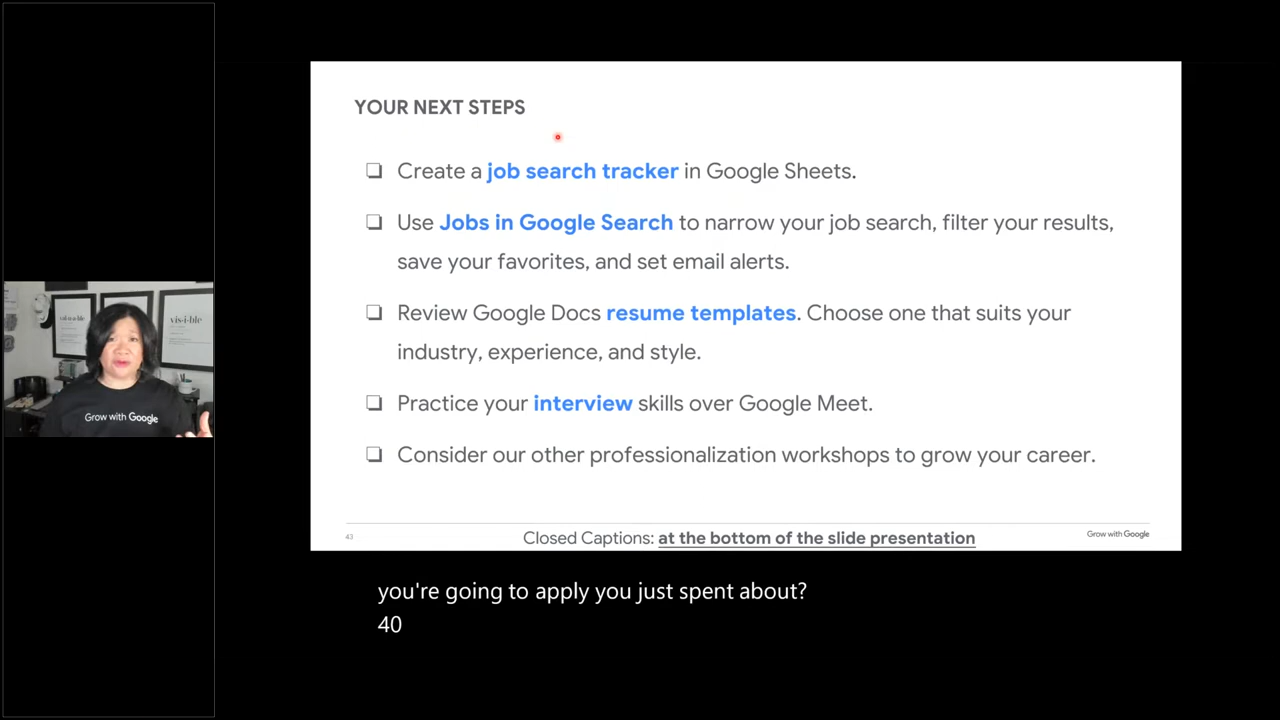 YOUR NEXT STEPS
❏ Create a job search tracker in Google Sheets.
❏ Use Jobs in Google Search to narrow your job search, filter your results,
save your favorites, and set email alerts.
❏ Review Google Docs resume templates. Choose one that suits your
industry, experience, and style.
❏ Practice your interview skills over Google Meet.
❏ Consider our other professionalization workshops to grow your career.
43
Closed Captions: at the bottom of the slide presentation
Grow with Google
vis·i·ble
Grow with Google
you're going to apply you just spent about?
40